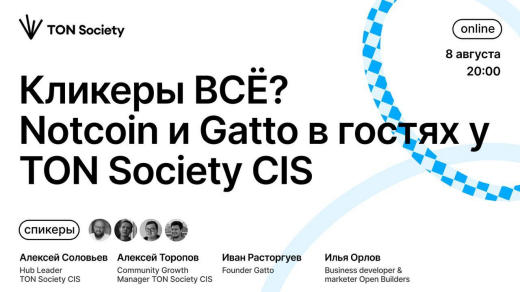 TON Society
online
8 августа
20:00
Кликеры ВСЁ?
Notcoin и Gatto в гостях у
TON Society CIS
спикеры
Алексей Соловьев
Hub Leader
TON Society CIS
Алексей Торопов
Community Growth
Manager TON Society CIS
Иван Расторгуев
Founder Gatto
Илья Орлов
Business developer &
marketer Open Builders